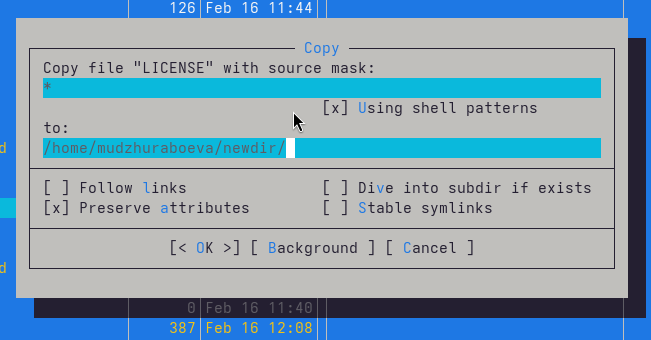 126 Feb 16 11:44
Copy
Copy file "LICENSE" with source mask:
*
[x] Using shell patterns
to:
/home/mudzhuraboeva/newdir/
d
[ ] Follow links [ ] Dive into subdir if exists
[x] Preserve attributes [ ] Stable symlinks
[< OK >] [ Background ] [ Cancel ]
d
0 Feb 16 11:40
387 Feb 16 12:08